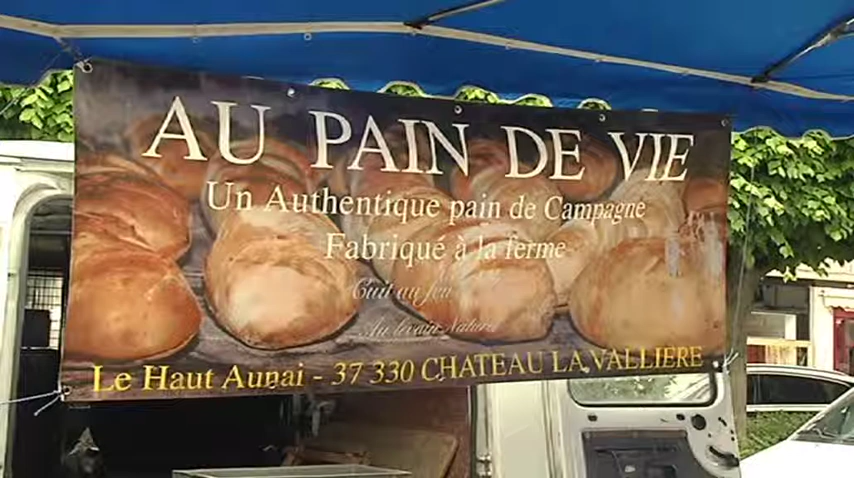 AU PAIN DE VIE
Un Authentique pain de Campagne
Fabriqué à la ferme
Cuit au feu
Au levain Naturel
Le Haut Aunai - 37 330 CHATEAU LA VALLIERE